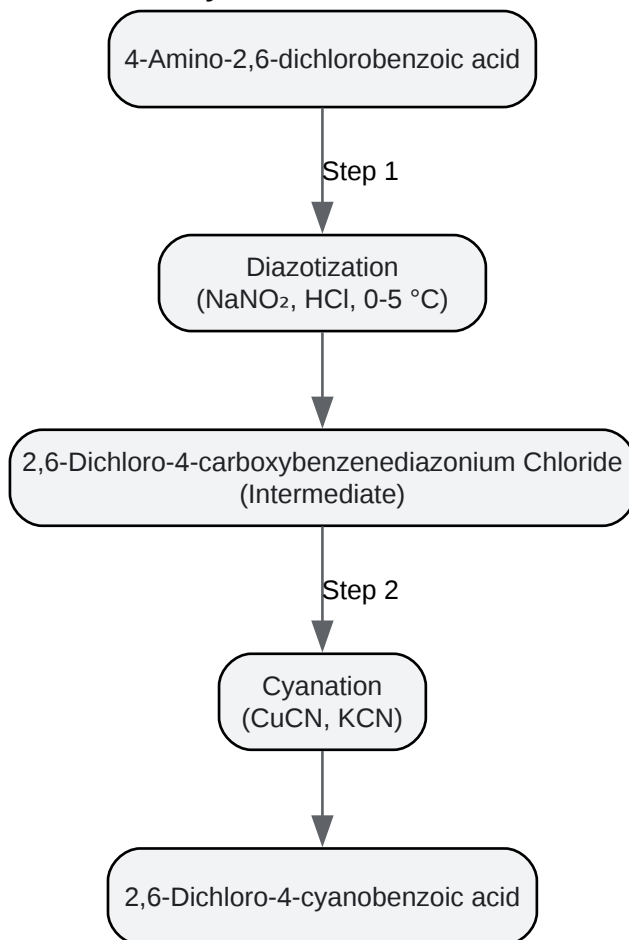 4-Amino-2,6-dichlorobenzoic acid
Step 1
Diazotization
(NaNO₂, HCl, 0-5 °C)
2,6-Dichloro-4-carboxybenzenediazonium Chloride
(Intermediate)
Step 2
Cyanation
(CuCN, KCN)
2,6-Dichloro-4-cyanobenzoic acid